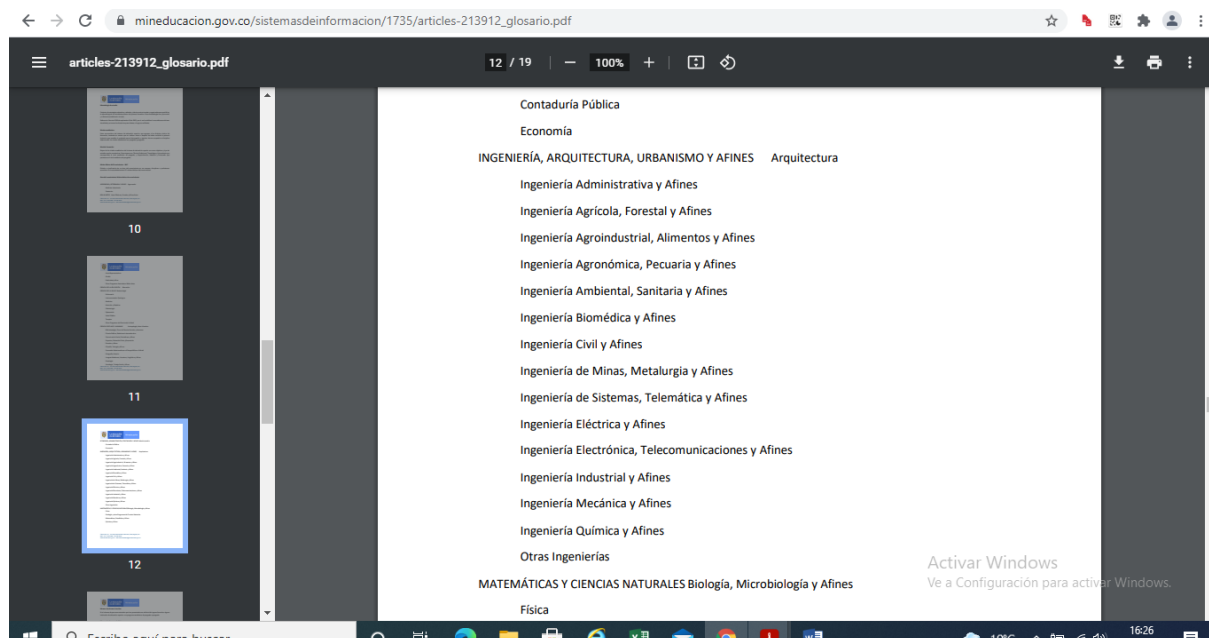 mineducacion.gov.co/sistemasdeinformacion/1735/articles-213912_glosario.pdf
articles-213912_glosario.pdf
12 / 19
100%
10
11
12
Contaduría Pública
Economía
INGENIERÍA, ARQUITECTURA, URBANISMO Y AFINES Arquitectura
Ingeniería Administrativa y Afines
Ingeniería Agrícola, Forestal y Afines
Ingeniería Agroindustrial, Alimentos y Afines
Ingeniería Agronómica, Pecuaria y Afines
Ingeniería Ambiental, Sanitaria y Afines
Ingeniería Biomédica y Afines
Ingeniería Civil y Afines
Ingeniería de Minas, Metalurgia y Afines
Ingeniería de Sistemas, Telemática y Afines
Ingeniería Eléctrica y Afines
Ingeniería Electrónica, Telecomunicaciones y Afines
Ingeniería Industrial y Afines
Ingeniería Mecánica y Afines
Ingeniería Química y Afines
Otras Ingenierías
MATEMÁTICAS Y CIENCIAS NATURALES Biología, Microbiología y Afines
Física
Activar Windows
Ve a Configuración para activar Windows.
Escribe aquí para buscar
10°C
16:26